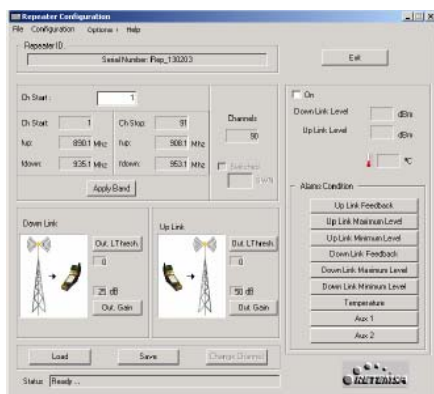 Repeater Configuration
File Configuration Options Help
Repeater ID.
Serial Number: Rep_130203
Exit
Ch Start : 1
Ch Start 1 Ch Stop: 91
fup: 890.1 Mhz fup: 908.1 Mhz
fdown: 935.1 Mhz fdown: 953.1 Mhz
Apply Band
Channels
90
Switches
On
Down Link Level dBm
Up Link Level dBm
ºC
Alarms Condition
Up Link Feedback
Up Link Maximum Level
Up Link Minimum Level
Down Link Feedback
Down Link Maximum Level
Down Link Minimum Level
Temperature
Aux 1
Aux 2
Down Link
Out. LThresh.
0
25 dB
Out. Gain
Up Link
Out. LThresh.
0
50 dB
Out. Gain
Load Save Change Channel
Status Ready ...